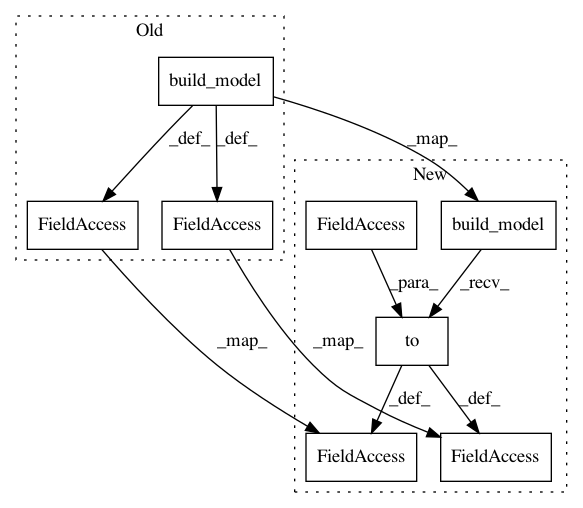 Old
build_model
_def_ _def_
_map_
New
FieldAccess FieldAccess FieldAccess build_model
_para_ _recv_
_map_ _map_ to
_def_ _def_
FieldAccess FieldAccess